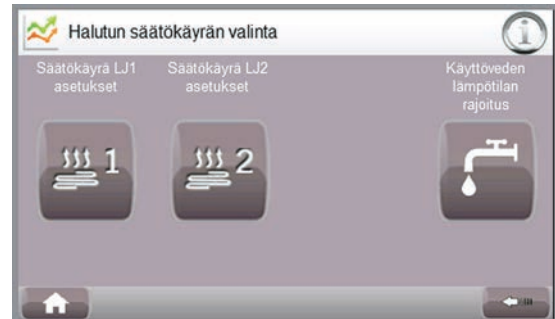 Halutun säätökäyrän valinta
Säätökäyrä LJ1
asetukset
Säätökäyrä LJ2
asetukset
Käyttöveden
lämpötilan
rajoitus
1
2